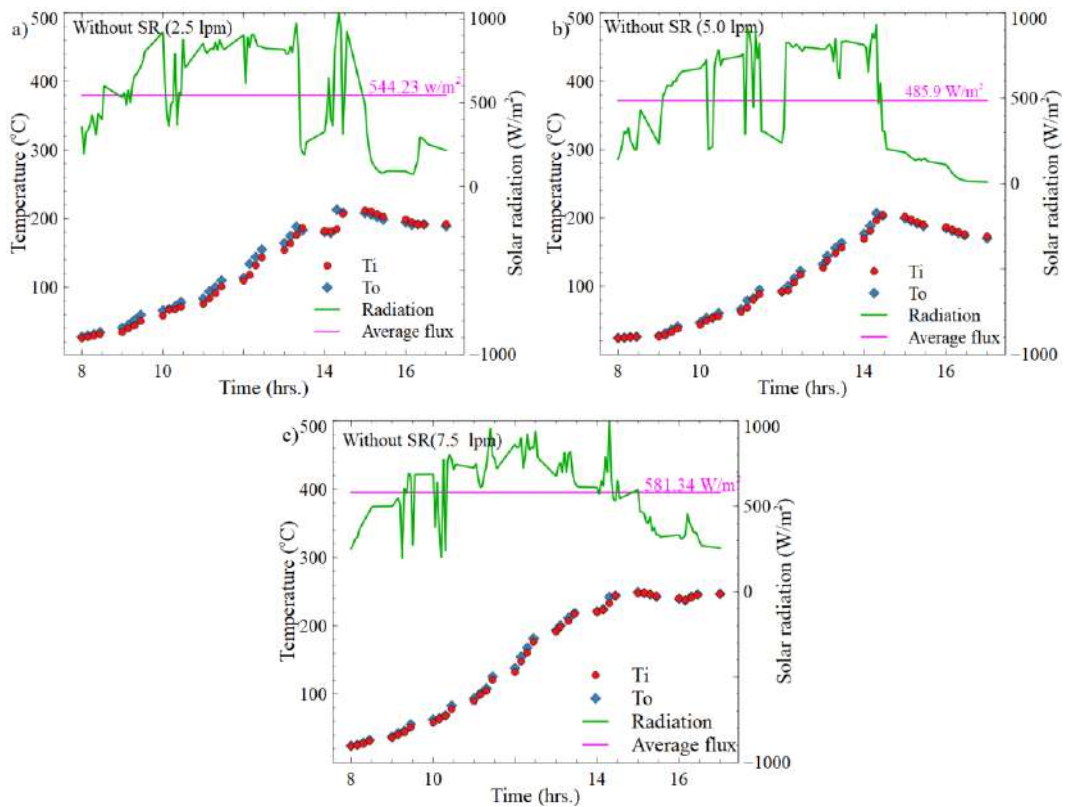 a)
Without SR (2.5 lpm)
544.23 w/m²
500
400
300
200
100
Temperature (°C)
1000
500
0
−1000
Solar radiation (W/m²)
Ti
To
Radiation
Average flux
8 10 12 14 16
Time (hrs.)
b)
Without SR (5.0 lpm)
485.9 W/m²
500
400
300
200
100
Temperature (°C)
1000
500
0
−1000
Solar radiation (W/m²)
Ti
To
Radiation
Average flux
8 10 12 14 16
Time (hrs.)
c)
Without SR(7.5 lpm)
581.34 W/m²
500
400
300
200
100
Temperature (°C)
1000
500
0
−1000
Solar radiation (W/m²)
Ti
To
Radiation
Average flux
8 10 12 14 16
Time (hrs.)